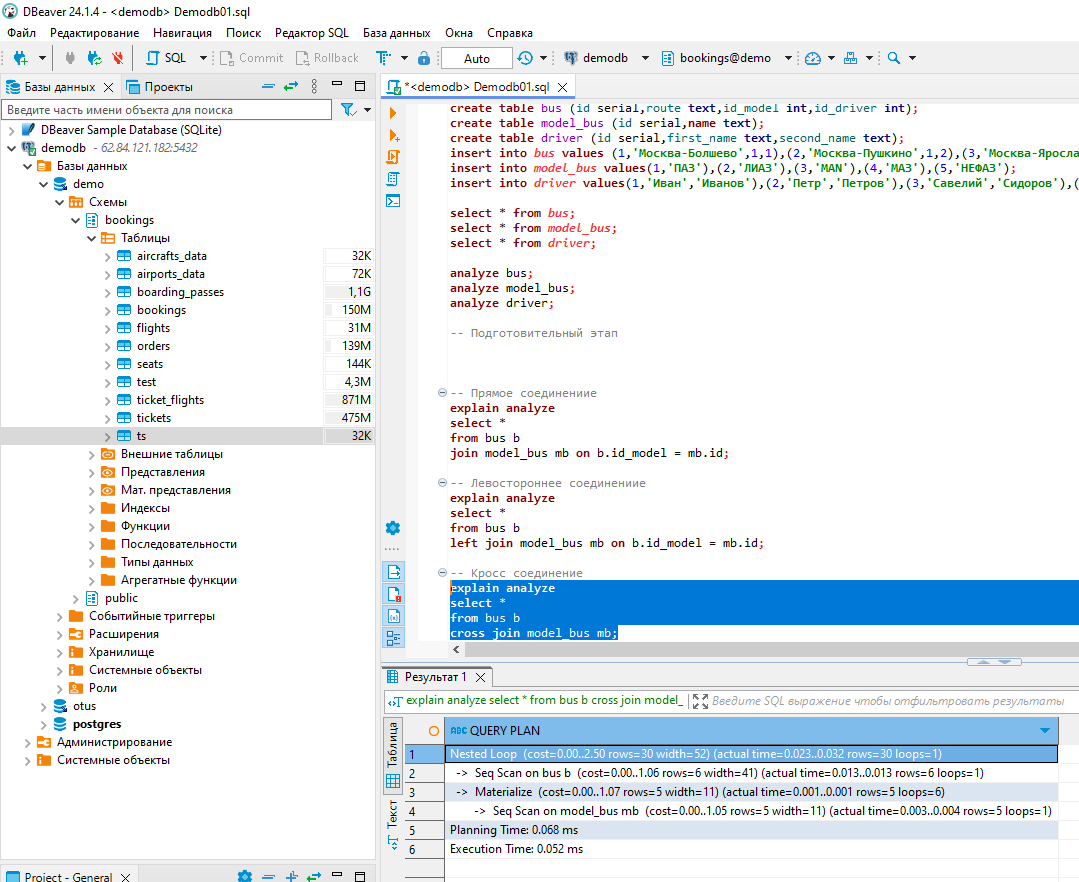 DBeaver 24.1.4 - <demodb> Demodb01.sql
Файл Редактирование Навигация Поиск Редактор SQL База данных Окна Справка
SQL Commit Rollback Auto demodb bookings@demo
Базы данных Проекты
Введите часть имени объекта для поиска
DBeaver Sample Database (SQLite)
demodb - 62.84.121.182:5432
Базы данных
demo
Схемы
bookings
Таблицы
aircrafts_data 32K
airports_data 72K
boarding_passes 1,1G
bookings 150M
flights 31M
orders 139M
seats 144K
test 4,3M
ticket_flights 871M
tickets 475M
ts 32K
Внешние таблицы
Представления
Мат. представления
Индексы
Функции
Последовательности
Типы данных
Агрегатные функции
public
Событийные триггеры
Расширения
Хранилище
Системные объекты
Роли
otus
postgres
Администрирование
Системные объекты
Project - General
*<demodb> Demodb01.sql
create table bus (id serial,route text,id_model int,id_driver int);
create table model_bus (id serial,name text);
create table driver (id serial,first_name text,second_name text);
insert into bus values (1,'Москва-Болшево',1,1),(2,'Москва-Пушкино',1,2),(3,'Москва-Яросла
insert into model_bus values(1,'ПАЗ'),(2,'ЛИАЗ'),(3,'MAN'),(4,'МАЗ'),(5,'НЕФАЗ');
insert into driver values(1,'Иван','Иванов'),(2,'Петр','Петров'),(3,'Савелий','Сидоров'),(
select * from bus;
select * from model_bus;
select * from driver;
analyze bus;
analyze model_bus;
analyze driver;
-- Подготовительный этап
-- Прямое соединениие
explain analyze
select *
from bus b
join model_bus mb on b.id_model = mb.id;
-- Левостороннее соединениие
explain analyze
select *
from bus b
left join model_bus mb on b.id_model = mb.id;
-- Кросс соединение
explain analyze
select *
from bus b
cross join model_bus mb;
Результат 1
explain analyze select * from bus b cross join model_ Введите SQL выражение чтобы отфильтровать результаты
Таблица
Текст
ABC QUERY PLAN
1 Nested Loop (cost=0.00..2.50 rows=30 width=52) (actual time=0.023..0.032 rows=30 loops=1)
2 -> Seq Scan on bus b (cost=0.00..1.06 rows=6 width=41) (actual time=0.013..0.013 rows=6 loops=1)
3 -> Materialize (cost=0.00..1.07 rows=5 width=11) (actual time=0.001..0.001 rows=5 loops=6)
4 -> Seq Scan on model_bus mb (cost=0.00..1.05 rows=5 width=11) (actual time=0.003..0.004 rows=5 loops=1)
5 Planning Time: 0.068 ms
6 Execution Time: 0.052 ms